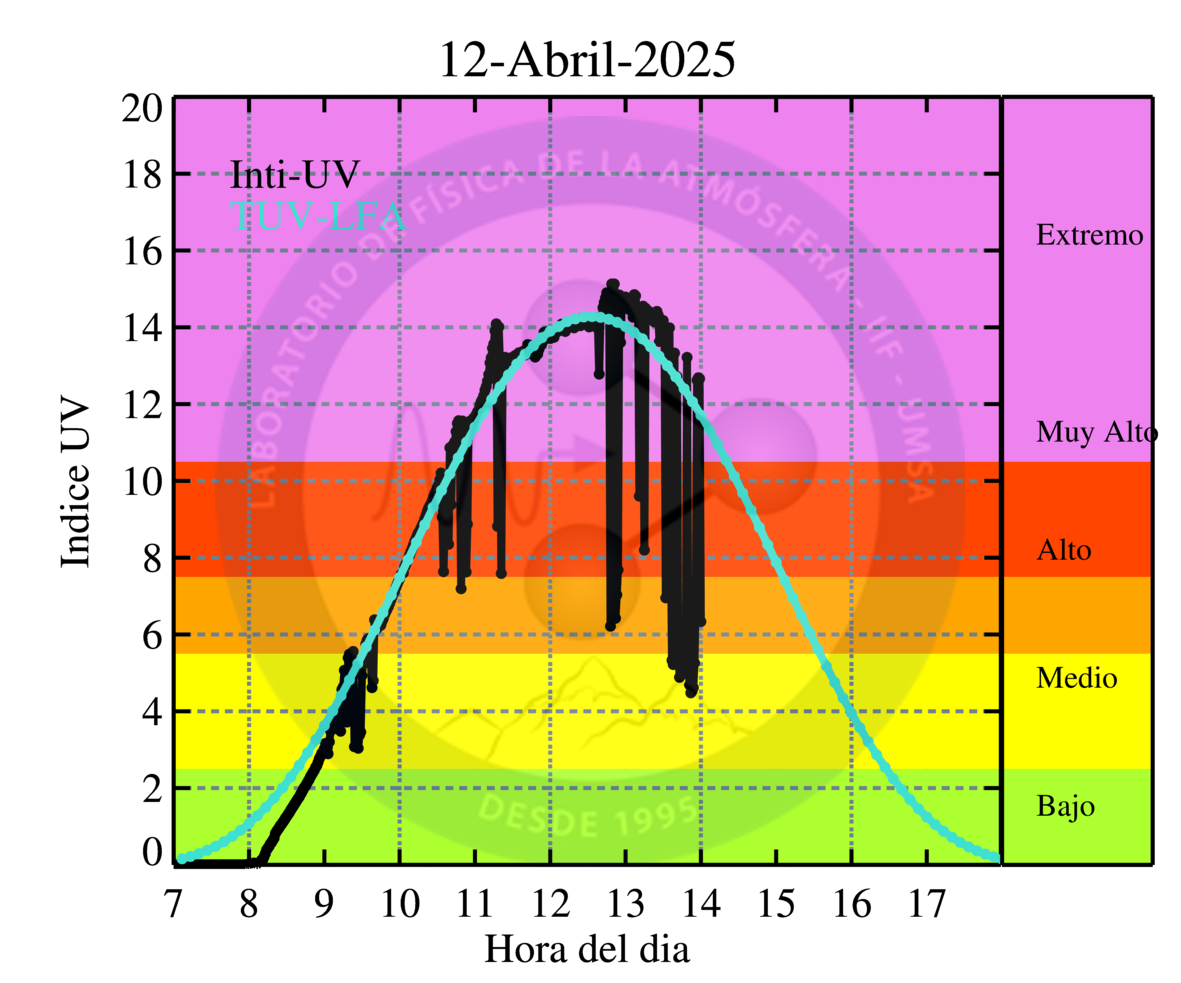 12-Abril-2025
20
18
16
14
12
10
8
6
4
2
0
Indice UV
Inti-UV
TUV-LFA
LABORATORIO DE FÍSICA DE LA ATMÓSFERA - IIF - UMSA
DESDE 1995
Extremo
Muy Alto
Alto
Medio
Bajo
7 8 9 10 11 12 13 14 15 16 17
Hora del dia